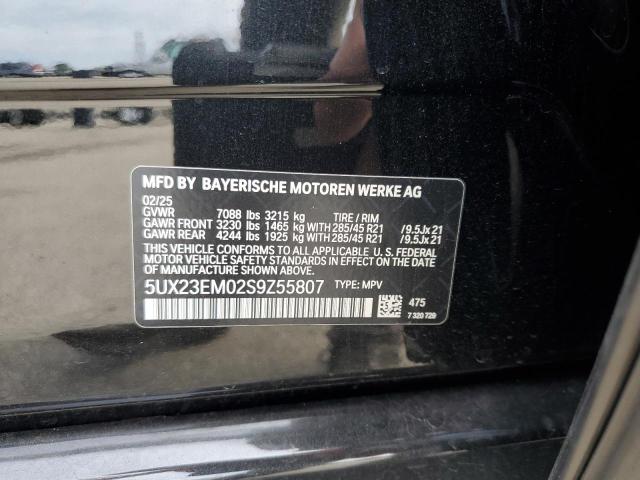 MFD BY BAYERISCHE MOTOREN WERKE AG
02/25
GVWR 7088 lbs 3215 kg TIRE / RIM
GAWR FRONT 3230 lbs 1465 kg WITH 285/45 R21 /9.5Jx21
GAWR REAR 4244 lbs 1925 kg WITH 285/45 R21 /9.5Jx21
THIS VEHICLE CONFORMS TO ALL APPLICABLE U. S. FEDERAL
MOTOR VEHICLE SAFETY STANDARDS IN EFFECT ON THE
DATE OF MANUFACTURE SHOWN ABOVE.
5UX23EM02S9Z55807 TYPE: MPV
475
7 320 729